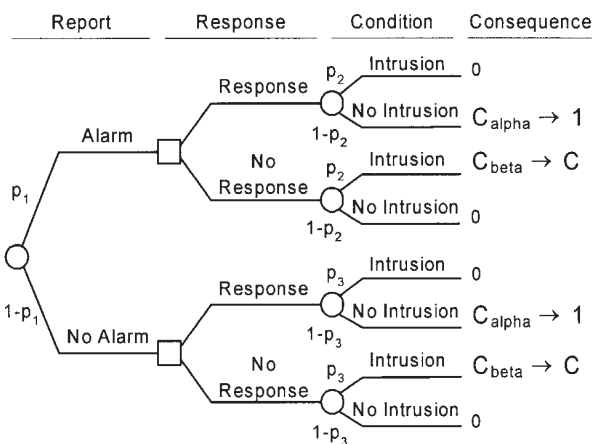 Report Response Condition Consequence
p2 Intrusion 0
Response
No Intrusion Calpha → 1
Alarm 1-p2
No p2 Intrusion Cbeta → C
p1 Response
No Intrusion 0
1-p2
p3 Intrusion 0
Response
1-p1 No Intrusion Calpha → 1
No Alarm 1-p3
No p3 Intrusion Cbeta → C
Response
No Intrusion 0
1-p3